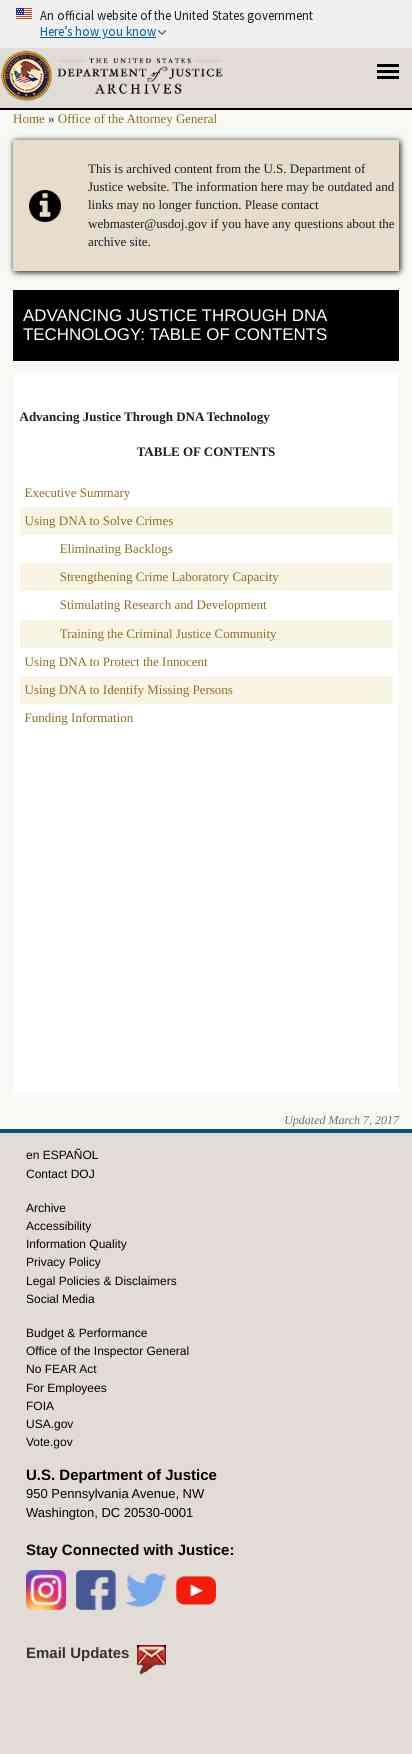 An official website of the United States government
Here's how you know
THE UNITED STATES
DEPARTMENT of JUSTICE
ARCHIVES
Home » Office of the Attorney General
This is archived content from the U.S. Department of
Justice website. The information here may be outdated and
links may no longer function. Please contact
webmaster@usdoj.gov if you have any questions about the
archive site.
ADVANCING JUSTICE THROUGH DNA
TECHNOLOGY: TABLE OF CONTENTS
Advancing Justice Through DNA Technology
TABLE OF CONTENTS
Executive Summary
Using DNA to Solve Crimes
Eliminating Backlogs
Strengthening Crime Laboratory Capacity
Stimulating Research and Development
Training the Criminal Justice Community
Using DNA to Protect the Innocent
Using DNA to Identify Missing Persons
Funding Information
Updated March 7, 2017
en ESPAÑOL
Contact DOJ
Archive
Accessibility
Information Quality
Privacy Policy
Legal Policies & Disclaimers
Social Media
Budget & Performance
Office of the Inspector General
No FEAR Act
For Employees
FOIA
USA.gov
Vote.gov
U.S. Department of Justice
950 Pennsylvania Avenue, NW
Washington, DC 20530-0001
Stay Connected with Justice:
Email Updates